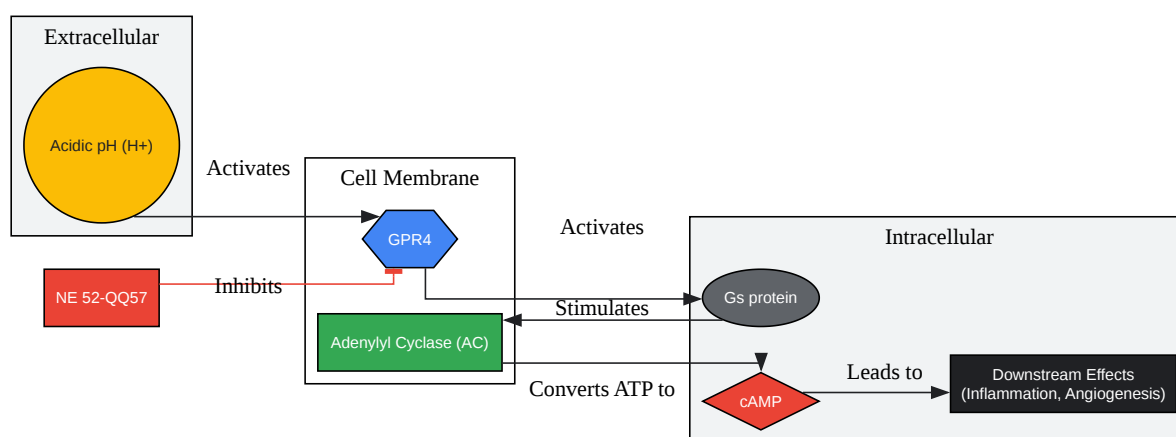 Extracellular
Acidic pH (H+)
Activates
Cell Membrane
GPR4
Activates
Intracellular
NE 52-QQ57
Inhibits
Gs protein
Stimulates
Adenylyl Cyclase (AC)
Converts ATP to
cAMP
Leads to
Downstream Effects
(Inflammation, Angiogenesis)